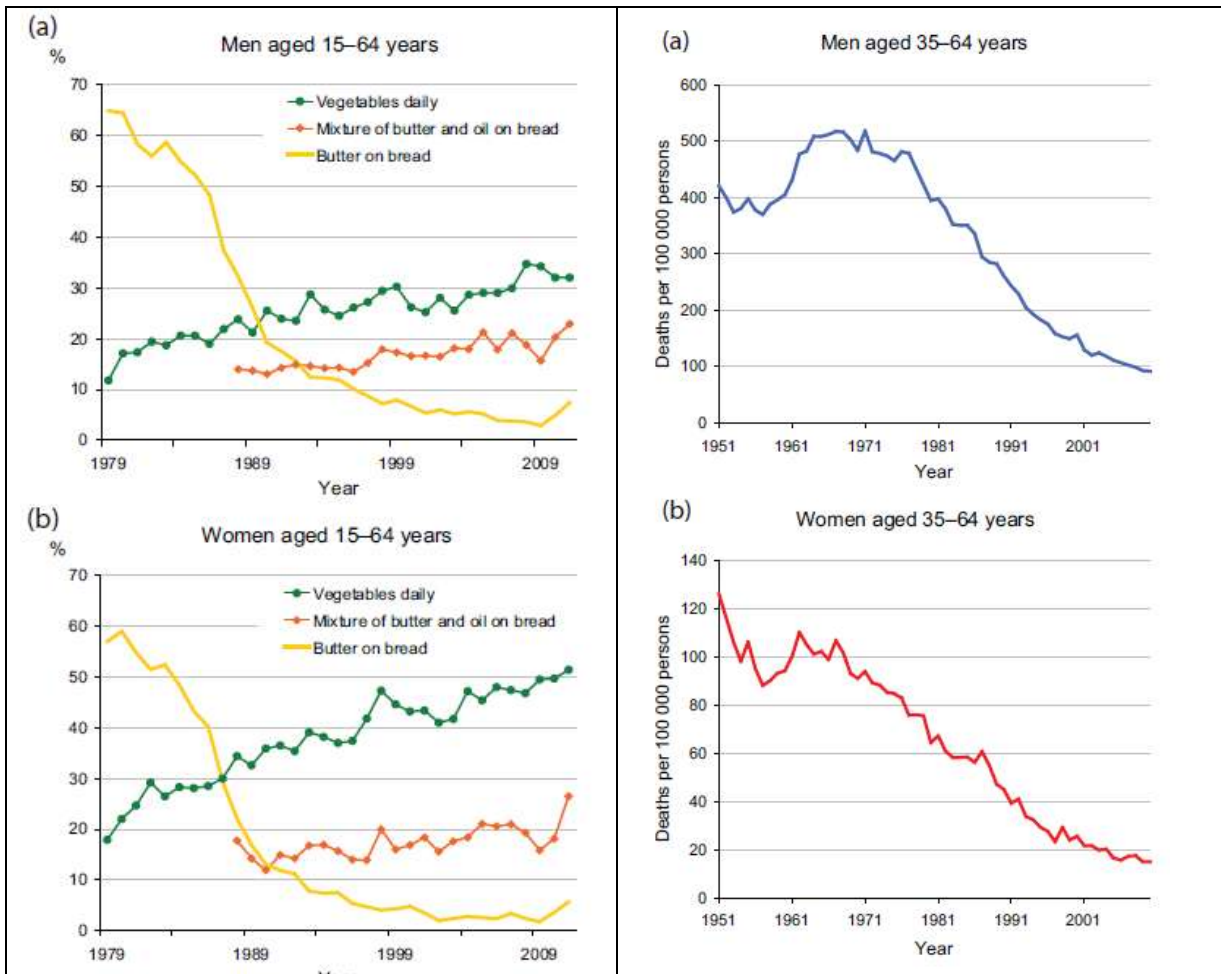 (a)
Men aged 15–64 years
%
70
60
50
40
30
20
10
0
Vegetables daily
Mixture of butter and oil on bread
Butter on bread
1979 1989 1999 2009
Year
(b)
Women aged 15–64 years
%
70
60
50
40
30
20
10
0
Vegetables daily
Mixture of butter and oil on bread
Butter on bread
1979 1989 1999 2009
Year
(a)
Men aged 35–64 years
Deaths per 100 000 persons
600
500
400
300
200
100
0
1951 1961 1971 1981 1991 2001
Year
(b)
Women aged 35–64 years
Deaths per 100 000 persons
140
120
100
80
60
40
20
0
1951 1961 1971 1981 1991 2001
Year